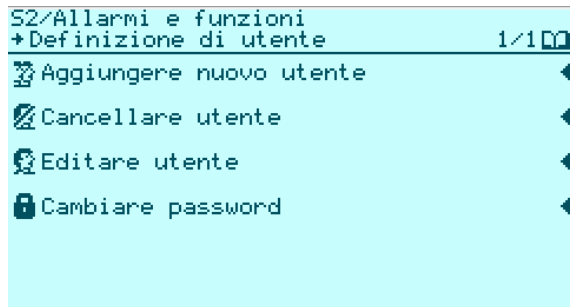 S2/Allarmi e funzioni
→Definizione di utente 1/1
Aggiungere nuovo utente
Cancellare utente
Editare utente
Cambiare password